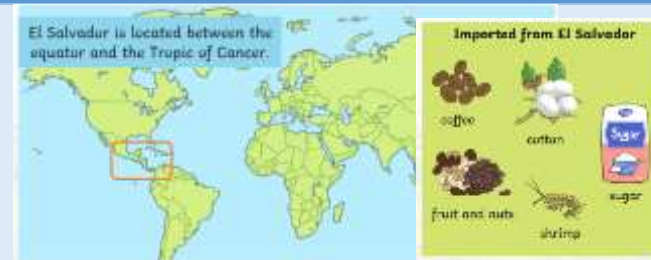 El Salvador is located between the
equator and the Tropic of Cancer.
Imported from El Salvador
coffee
cotton
Sugar
sugar
fruit and nuts
shrimp